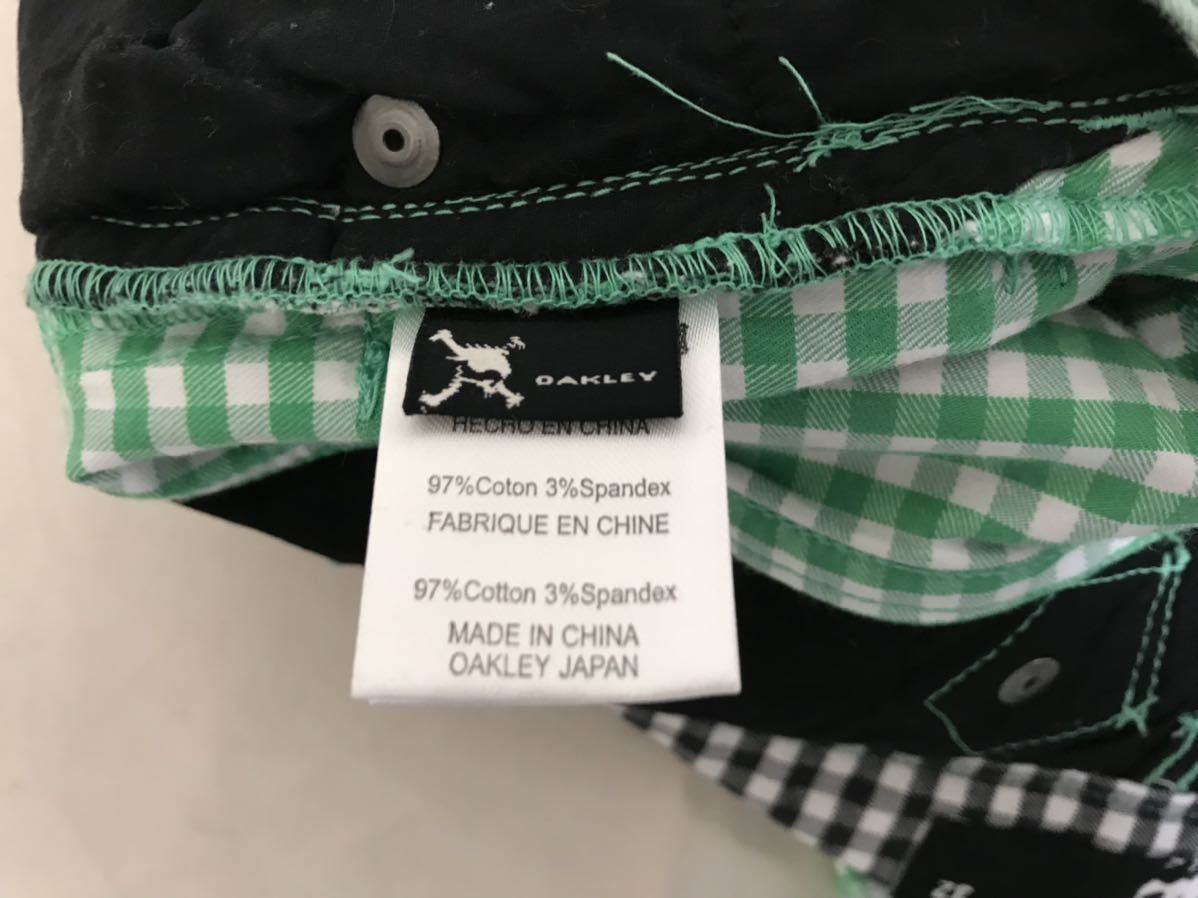 OAKLEY
HECHO EN CHINA
97%Coton 3%Spandex
FABRIQUE EN CHINE
97%Cotton 3%Spandex
MADE IN CHINA
OAKLEY JAPAN